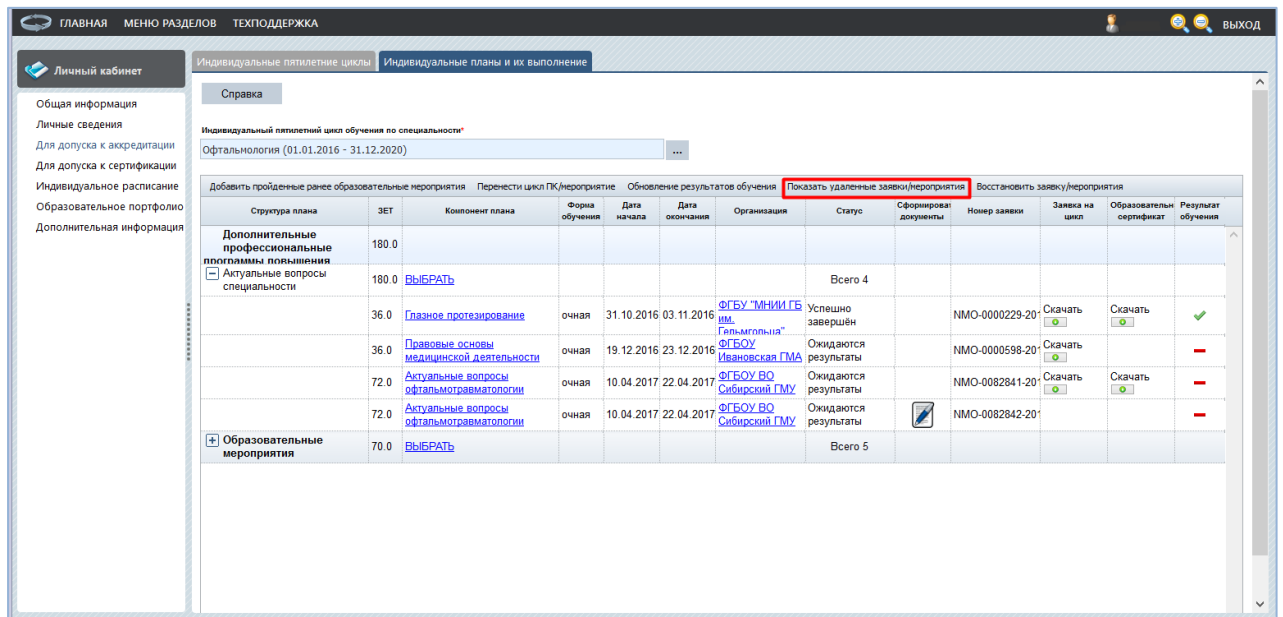 ГЛАВНАЯ МЕНЮ РАЗДЕЛОВ ТЕХПОДДЕРЖКА ВЫХОД
Личный кабинет
Общая информация
Личные сведения
Для допуска к аккредитации
Для допуска к сертификации
Индивидуальное расписание
Образовательное портфолио
Дополнительная информация
Индивидуальные пятилетние циклы Индивидуальные планы и их выполнение
Справка
Индивидуальный пятилетний цикл обучения по специальности*
Офтальмология (01.01.2016 - 31.12.2020) ...
Добавить пройденные ранее образовательные мероприятия Перенести цикл ПК/мероприятие Обновление результатов обучения Показать удаленные заявки/мероприятия Восстановить заявку/мероприятия
Структура плана ЗЕТ Компонент плана Форма обучения Дата начала Дата окончания Организация Статус Сформироват документы Номер заявки Заявка на цикл Образовательн сертификат Результат обучения
Дополнительные
профессиональные 180.0
программы повышения
Актуальные вопросы
специальности 180.0 ВЫБРАТЬ Всего 4
36.0 Глазное протезирование очная 31.10.2016 03.11.2016 ФГБУ "МНИИ ГБ им. Гельмгольца" Успешно завершён NMO-0000229-201 Скачать Скачать
36.0 Правовые основы медицинской деятельности очная 19.12.2016 23.12.2016 ФГБОУ Ивановская ГМА Ожидаются результаты NMO-0000598-201 Скачать
72.0 Актуальные вопросы офтальмотравматологии очная 10.04.2017 22.04.2017 ФГБОУ ВО Сибирский ГМУ Ожидаются результаты NMO-0082841-201 Скачать Скачать
72.0 Актуальные вопросы офтальмотравматологии очная 10.04.2017 22.04.2017 ФГБОУ ВО Сибирский ГМУ Ожидаются результаты NMO-0082842-201
Образовательные
мероприятия 70.0 ВЫБРАТЬ Всего 5